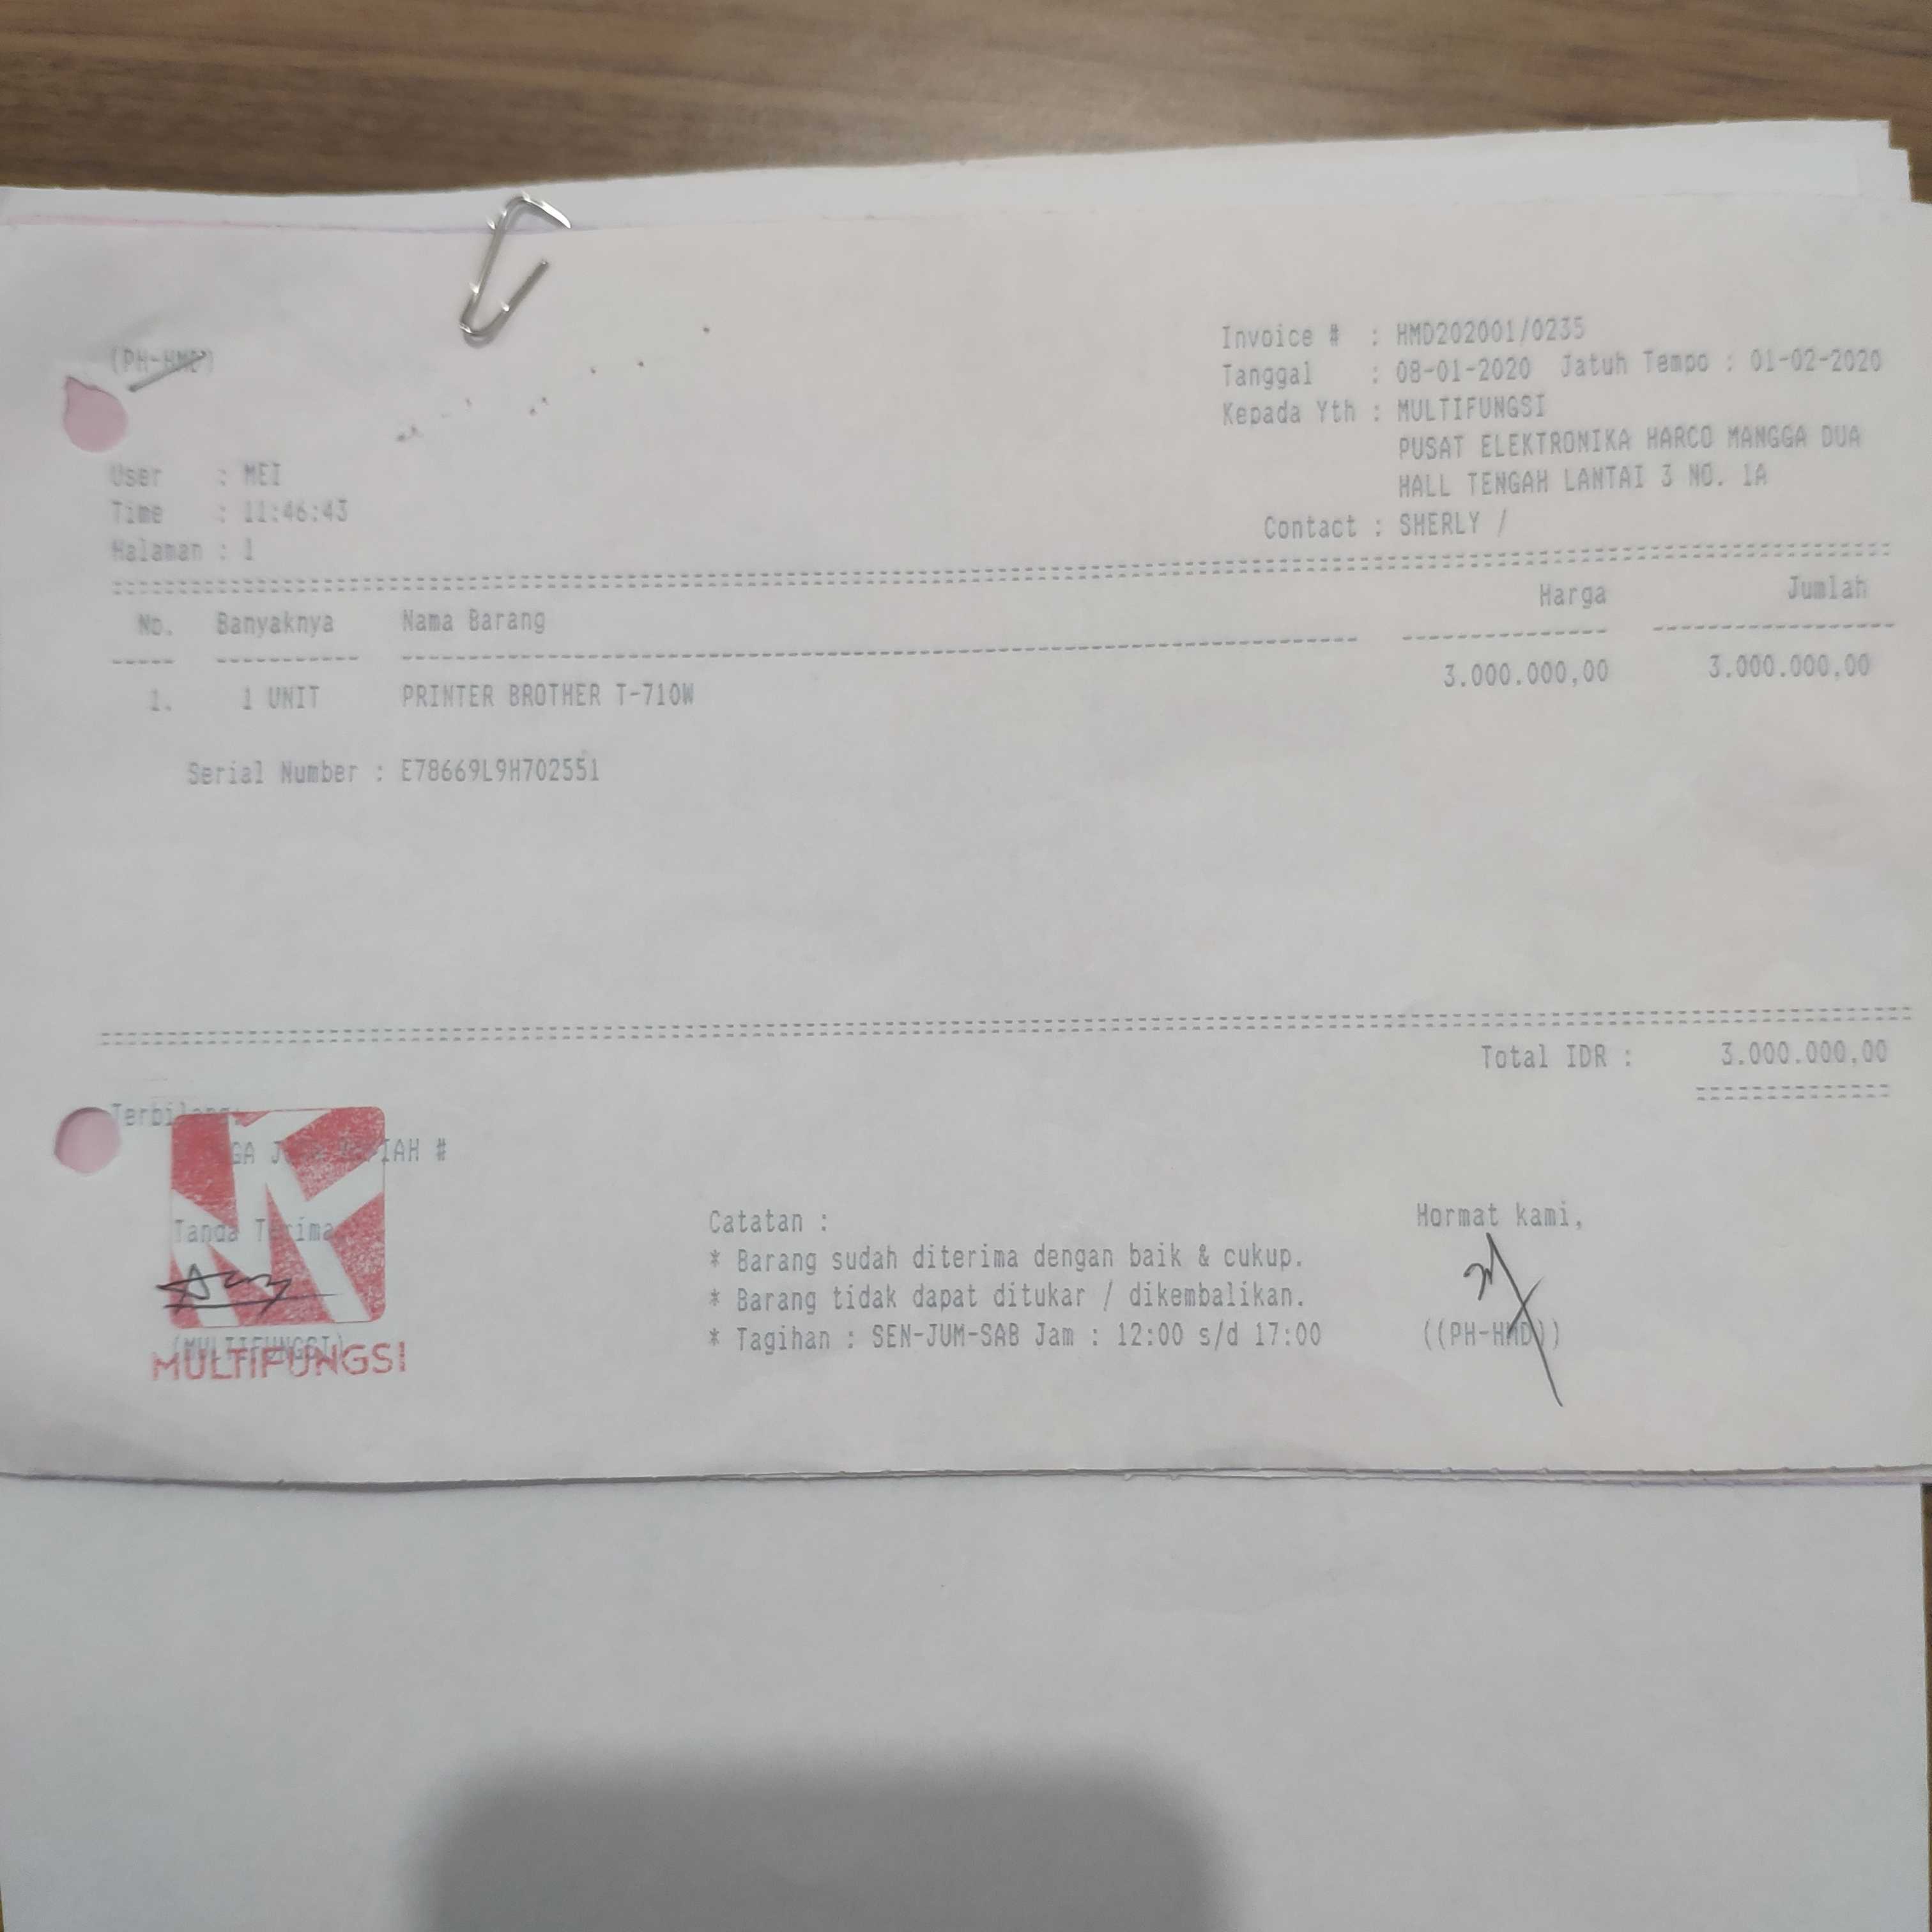 (PH-HMD)
Invoice # : HMD202001/0235
Tanggal : 08-01-2020 Jatuh Tempo : 01-02-2020
Kepada Yth : MULTIFUNGSI
PUSAT ELEKTRONIKA HARCO MANGGA DUA
HALL TENGAH LANTAI 3 NO. 1A
Contact : SHERLY /
User : MEI
Time : 11:46:43
Halaman : 1
No. Banyaknya Nama Barang Harga Jumlah
1. 1 UNIT PRINTER BROTHER T-710W 3.000.000,00 3.000.000,00
Serial Number : E78669L9H702551
Total IDR : 3.000.000,00
Terbilang:
#
Tanda Terima
(MULTIFUNGSI)
MULTIFUNGSI
Catatan :
* Barang sudah diterima dengan baik & cukup.
* Barang tidak dapat ditukar / dikembalikan.
* Tagihan : SEN-JUM-SAB Jam : 12:00 s/d 17:00
Hormat kami,
((PH-HMD))